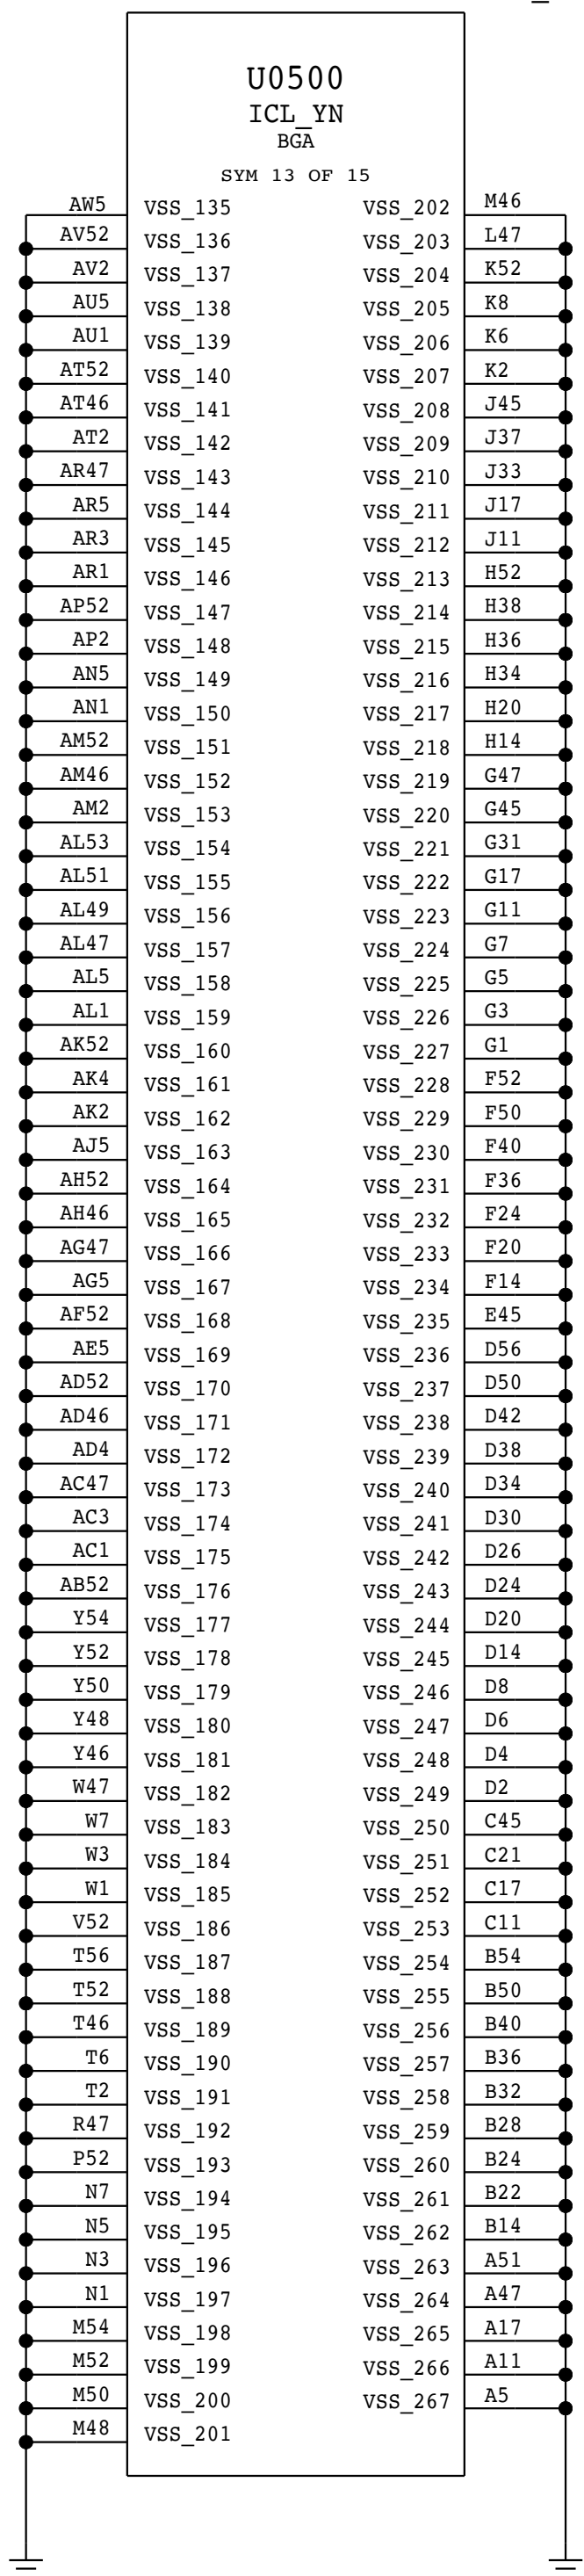 U0500
ICL_YN
BGA
SYM 13 OF 15
AW5 VSS_135 VSS_202 M46
AV52 VSS_136 VSS_203 L47
AV2 VSS_137 VSS_204 K52
AU5 VSS_138 VSS_205 K8
AU1 VSS_139 VSS_206 K6
AT52 VSS_140 VSS_207 K2
AT46 VSS_141 VSS_208 J45
AT2 VSS_142 VSS_209 J37
AR47 VSS_143 VSS_210 J33
AR5 VSS_144 VSS_211 J17
AR3 VSS_145 VSS_212 J11
AR1 VSS_146 VSS_213 H52
AP52 VSS_147 VSS_214 H38
AP2 VSS_148 VSS_215 H36
AN5 VSS_149 VSS_216 H34
AN1 VSS_150 VSS_217 H20
AM52 VSS_151 VSS_218 H14
AM46 VSS_152 VSS_219 G47
AM2 VSS_153 VSS_220 G45
AL53 VSS_154 VSS_221 G31
AL51 VSS_155 VSS_222 G17
AL49 VSS_156 VSS_223 G11
AL47 VSS_157 VSS_224 G7
AL5 VSS_158 VSS_225 G5
AL1 VSS_159 VSS_226 G3
AK52 VSS_160 VSS_227 G1
AK4 VSS_161 VSS_228 F52
AK2 VSS_162 VSS_229 F50
AJ5 VSS_163 VSS_230 F40
AH52 VSS_164 VSS_231 F36
AH46 VSS_165 VSS_232 F24
AG47 VSS_166 VSS_233 F20
AG5 VSS_167 VSS_234 F14
AF52 VSS_168 VSS_235 E45
AE5 VSS_169 VSS_236 D56
AD52 VSS_170 VSS_237 D50
AD46 VSS_171 VSS_238 D42
AD4 VSS_172 VSS_239 D38
AC47 VSS_173 VSS_240 D34
AC3 VSS_174 VSS_241 D30
AC1 VSS_175 VSS_242 D26
AB52 VSS_176 VSS_243 D24
Y54 VSS_177 VSS_244 D20
Y52 VSS_178 VSS_245 D14
Y50 VSS_179 VSS_246 D8
Y48 VSS_180 VSS_247 D6
Y46 VSS_181 VSS_248 D4
W47 VSS_182 VSS_249 D2
W7 VSS_183 VSS_250 C45
W3 VSS_184 VSS_251 C21
W1 VSS_185 VSS_252 C17
V52 VSS_186 VSS_253 C11
T56 VSS_187 VSS_254 B54
T52 VSS_188 VSS_255 B50
T46 VSS_189 VSS_256 B40
T6 VSS_190 VSS_257 B36
T2 VSS_191 VSS_258 B32
R47 VSS_192 VSS_259 B28
P52 VSS_193 VSS_260 B24
N7 VSS_194 VSS_261 B22
N5 VSS_195 VSS_262 B14
N3 VSS_196 VSS_263 A51
N1 VSS_197 VSS_264 A47
M54 VSS_198 VSS_265 A17
M52 VSS_199 VSS_266 A11
M50 VSS_200 VSS_267 A5
M48 VSS_201